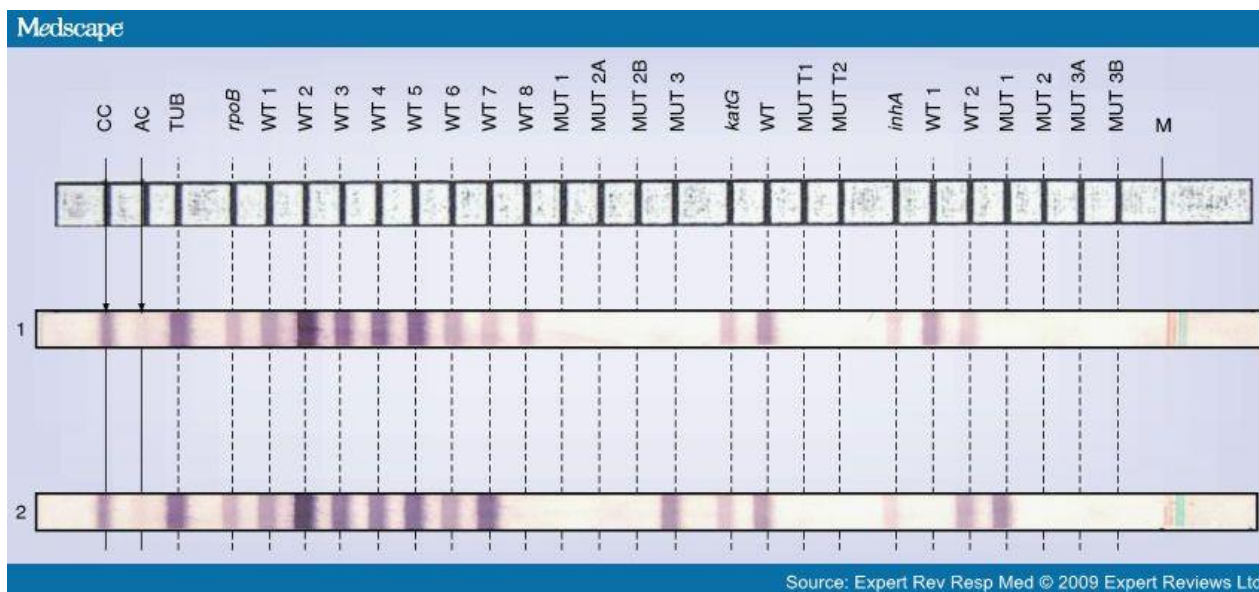 Medscape
CC
AC
TUB
rpoB
WT 1
WT 2
WT 3
WT 4
WT 5
WT 6
WT 7
WT 8
MUT 1
MUT 2A
MUT 2B
MUT 3
katG
WT
MUT T1
MUT T2
inhA
WT 1
WT 2
MUT 1
MUT 2
MUT 3A
MUT 3B
M
1
2
Source: Expert Rev Resp Med © 2009 Expert Reviews Ltd